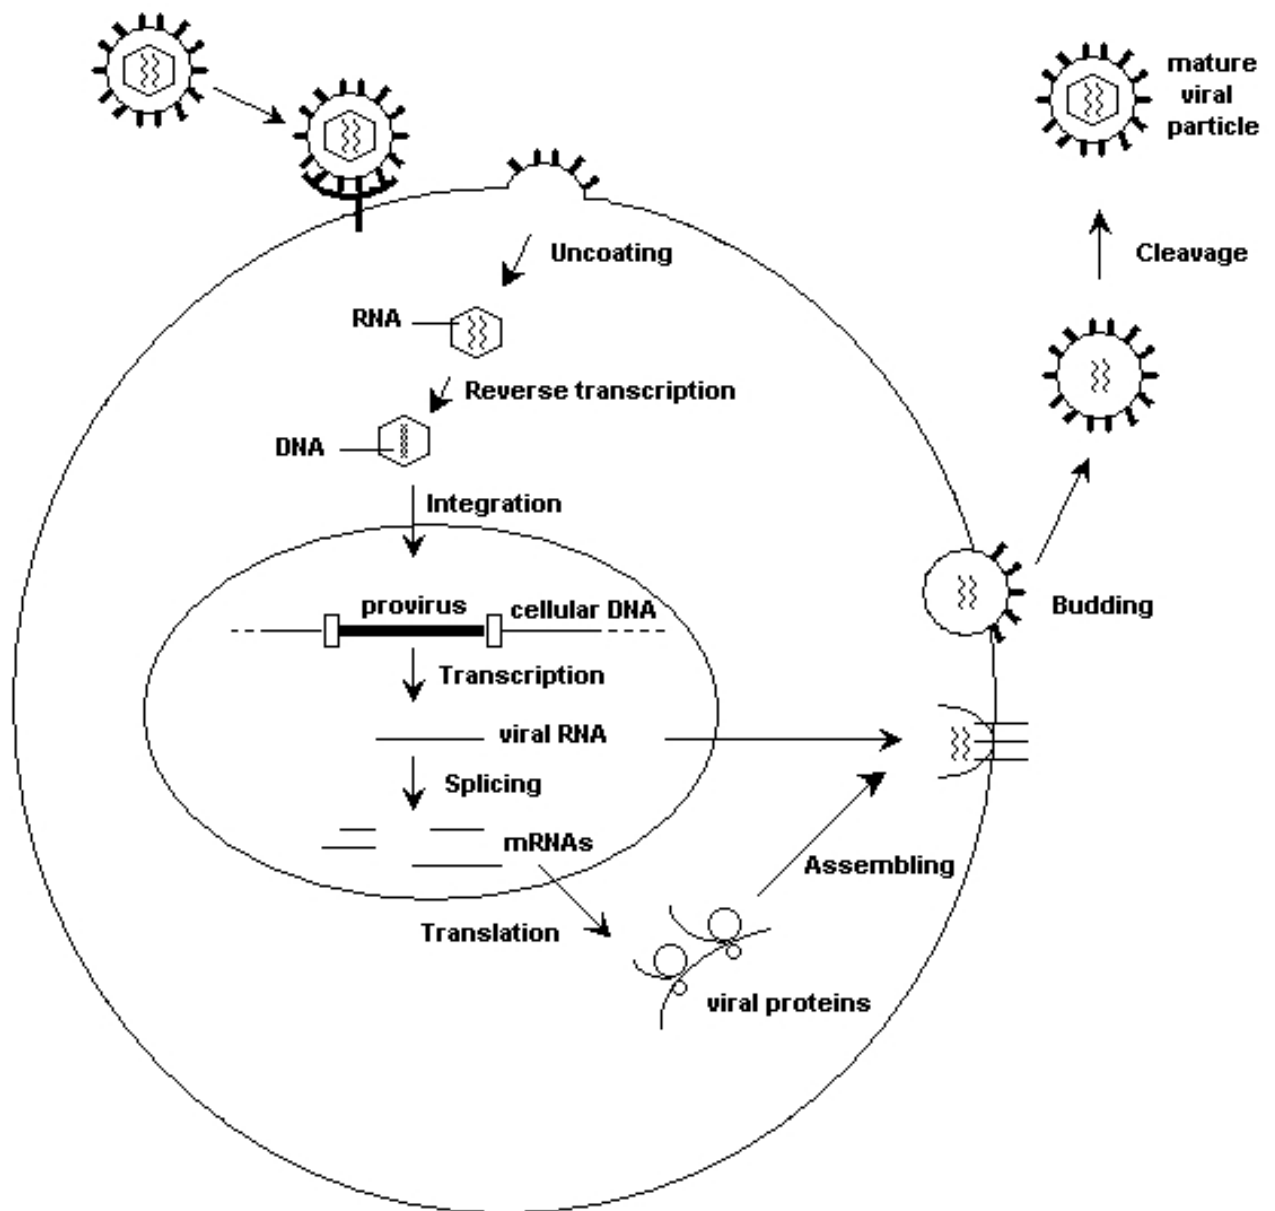 mature
viral
particle
Uncoating
Cleavage
RNA
Reverse transcription
DNA
Integration
provirus
cellular DNA
Budding
Transcription
viral RNA
Splicing
mRNAs
Assembling
Translation
viral proteins